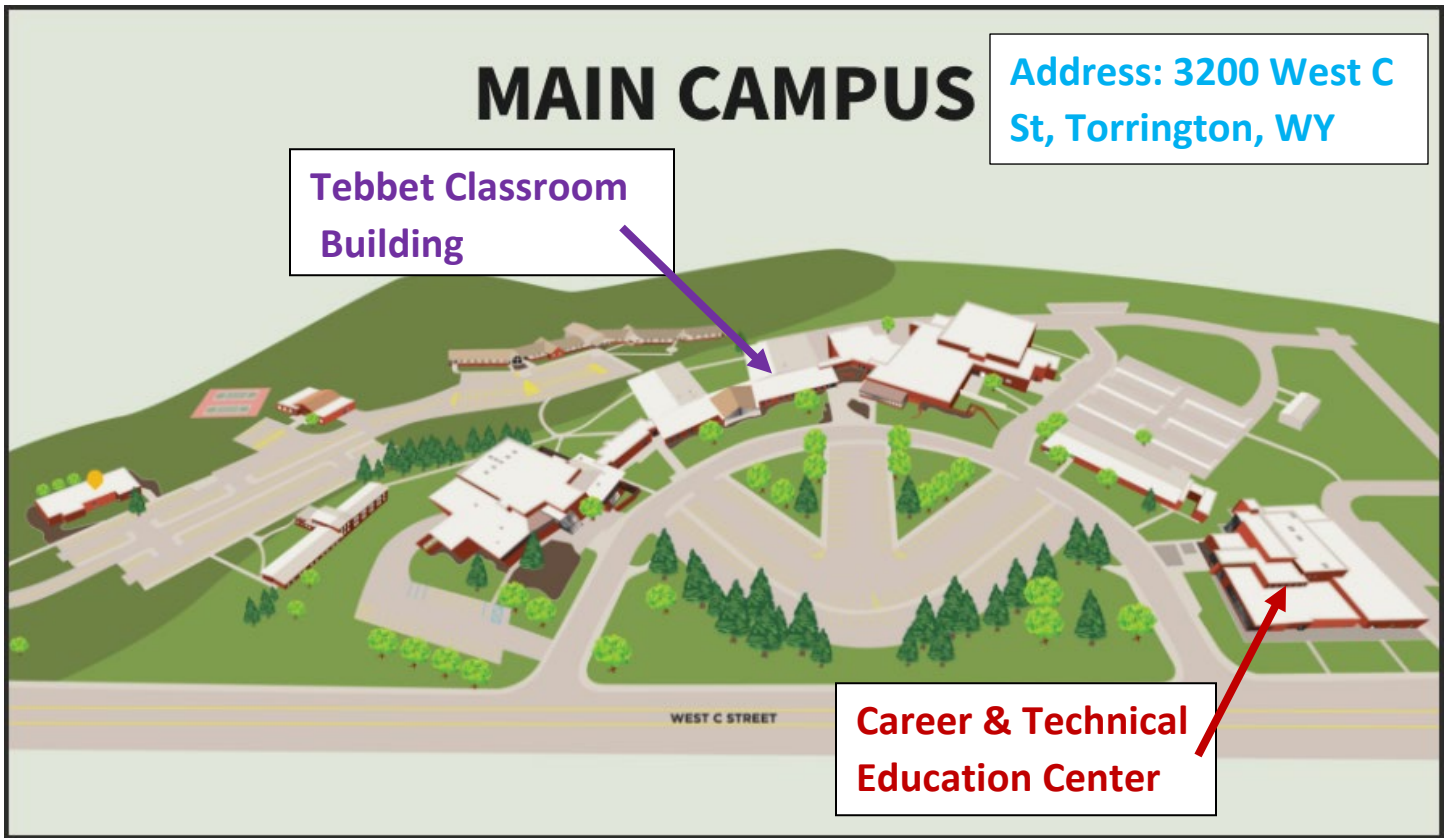 MAIN CAMPUS
Address: 3200 West C
St, Torrington, WY
Tebbet Classroom
Building
WEST C STREET
Career & Technical
Education Center